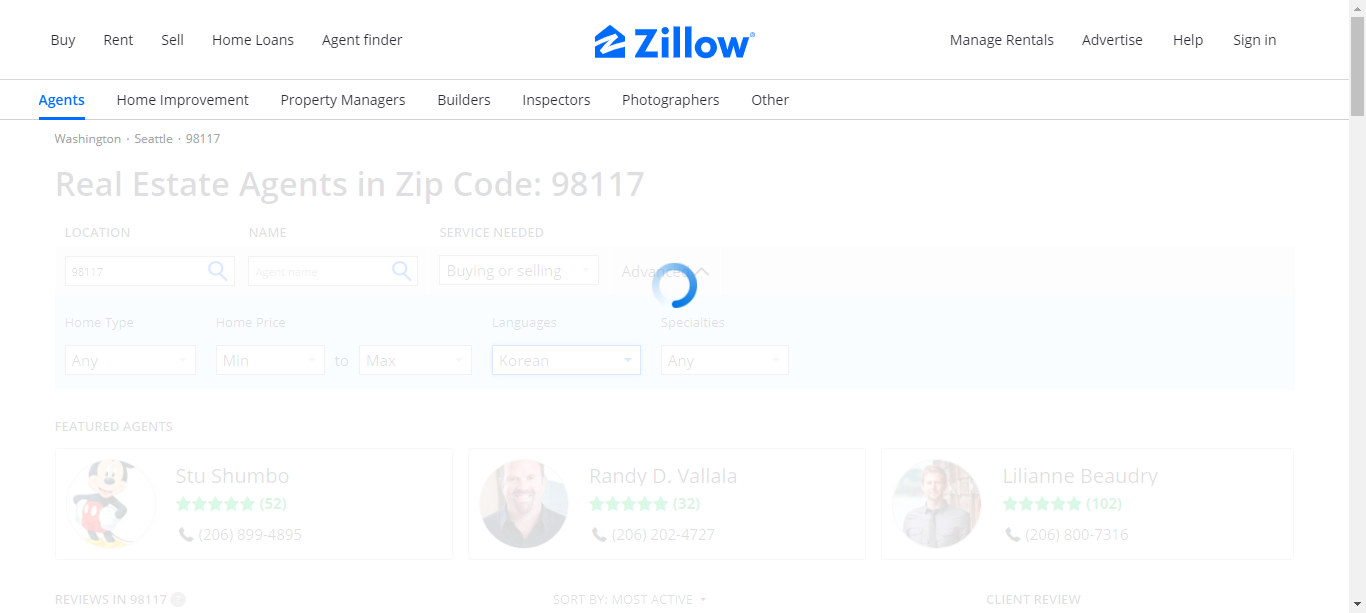 Buy Rent Sell Home Loans Agent finder Zillow® Manage Rentals Advertise Help Sign in
Agents Home Improvement Property Managers Builders Inspectors Photographers Other
Washington · Seattle · 98117
Real Estate Agents in Zip Code: 98117
LOCATION NAME SERVICE NEEDED
98117 Agent name Buying or selling Advanced
Home Type Home Price Languages Specialties
Any Min to Max Korean Any
FEATURED AGENTS
Stu Shumbo Randy D. Vallala Lilianne Beaudry
(52) (32) (102)
(206) 899-4895 (206) 202-4727 (206) 800-7316
REVIEWS IN 98117 ? SORT BY: MOST ACTIVE CLIENT REVIEW